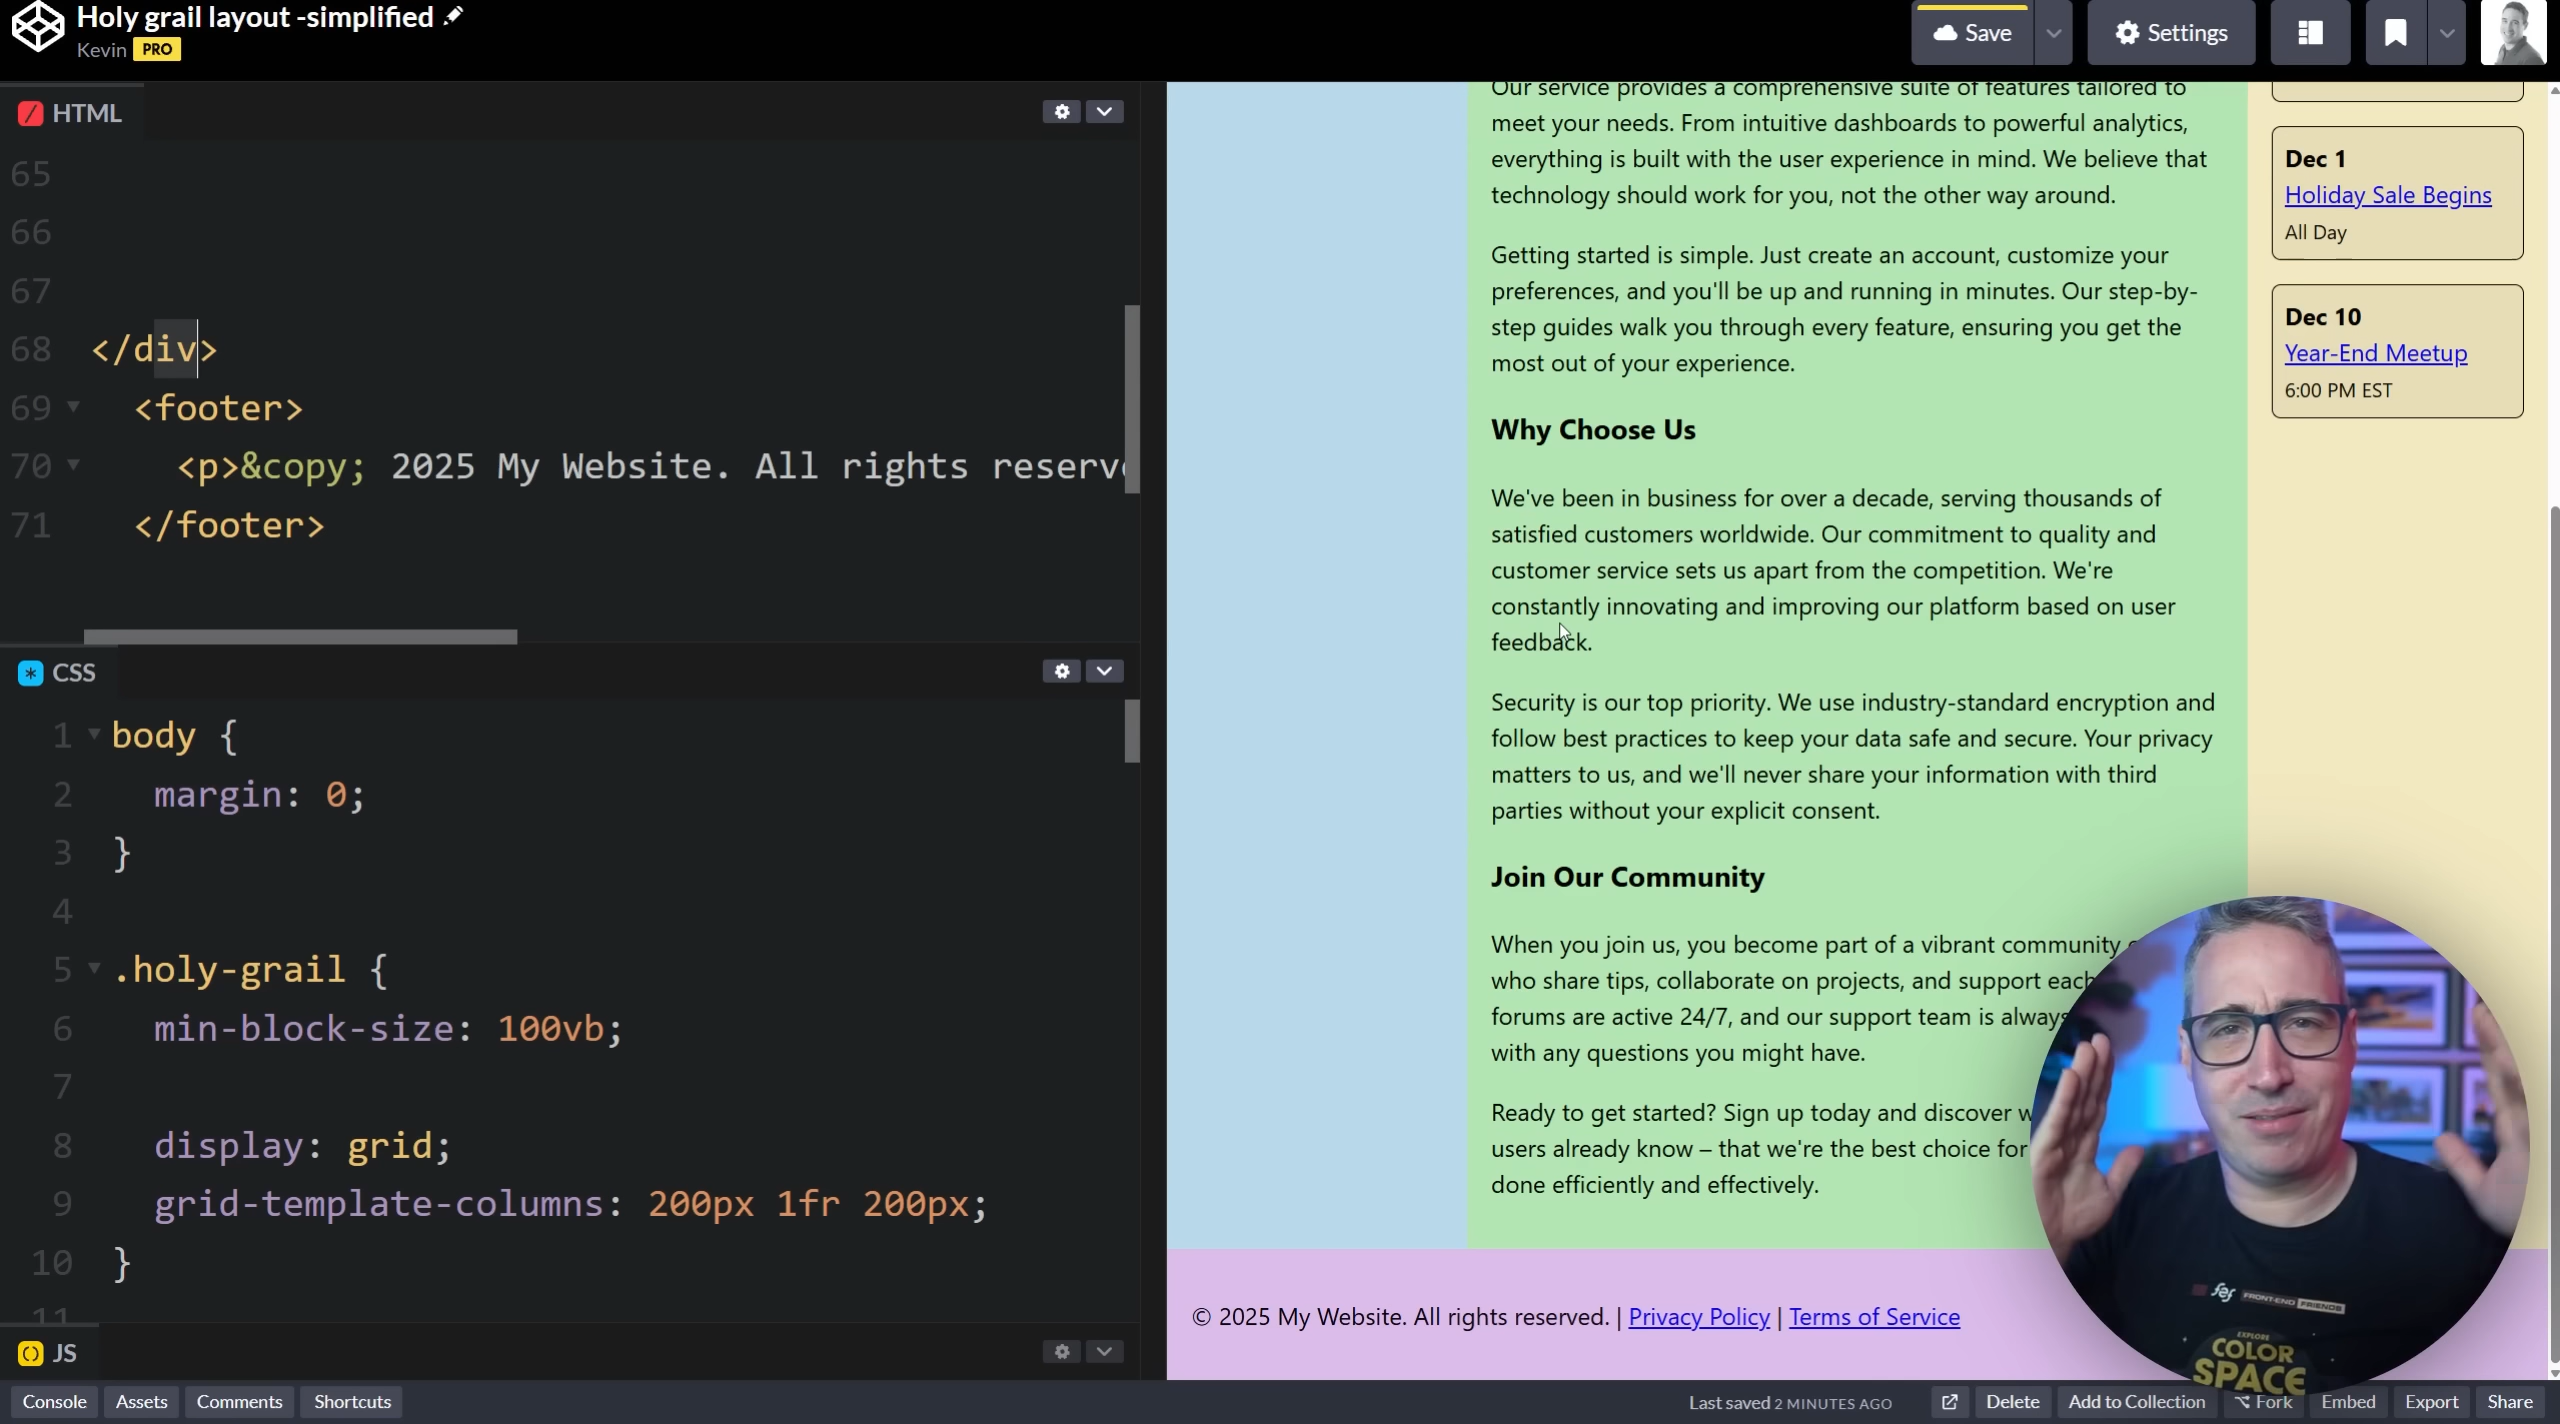 Holy grail layout -simplified
Kevin PRO
Save
Settings
HTML
65
66
67
68 </div>
69 <footer>
70 <p>&copy; 2025 My Website. All rights reserve
71 </footer>
CSS
1 body {
2 margin: 0;
3 }
4
5 .holy-grail {
6 min-block-size: 100vb;
7
8 display: grid;
9 grid-template-columns: 200px 1fr 200px;
10 }
11
JS
Our service provides a comprehensive suite of features tailored to
meet your needs. From intuitive dashboards to powerful analytics,
everything is built with the user experience in mind. We believe that
technology should work for you, not the other way around.
Getting started is simple. Just create an account, customize your
preferences, and you'll be up and running in minutes. Our step-by-
step guides walk you through every feature, ensuring you get the
most out of your experience.
Why Choose Us
We've been in business for over a decade, serving thousands of
satisfied customers worldwide. Our commitment to quality and
customer service sets us apart from the competition. We're
constantly innovating and improving our platform based on user
feedback.
Security is our top priority. We use industry-standard encryption and
follow best practices to keep your data safe and secure. Your privacy
matters to us, and we'll never share your information with third
parties without your explicit consent.
Join Our Community
When you join us, you become part of a vibrant community
who share tips, collaborate on projects, and support each
forums are active 24/7, and our support team is always
with any questions you might have.
Ready to get started? Sign up today and discover
users already know – that we're the best choice for
done efficiently and effectively.
Dec 1
Holiday Sale Begins
All Day
Dec 10
Year-End Meetup
6:00 PM EST
© 2025 My Website. All rights reserved. | Privacy Policy | Terms of Service
fef FRONT-END FRIENDS
EXPLORE
COLOR
SPACE
Console
Assets
Comments
Shortcuts
Last saved 2 MINUTES AGO
Delete
Add to Collection
Fork
Embed
Export
Share